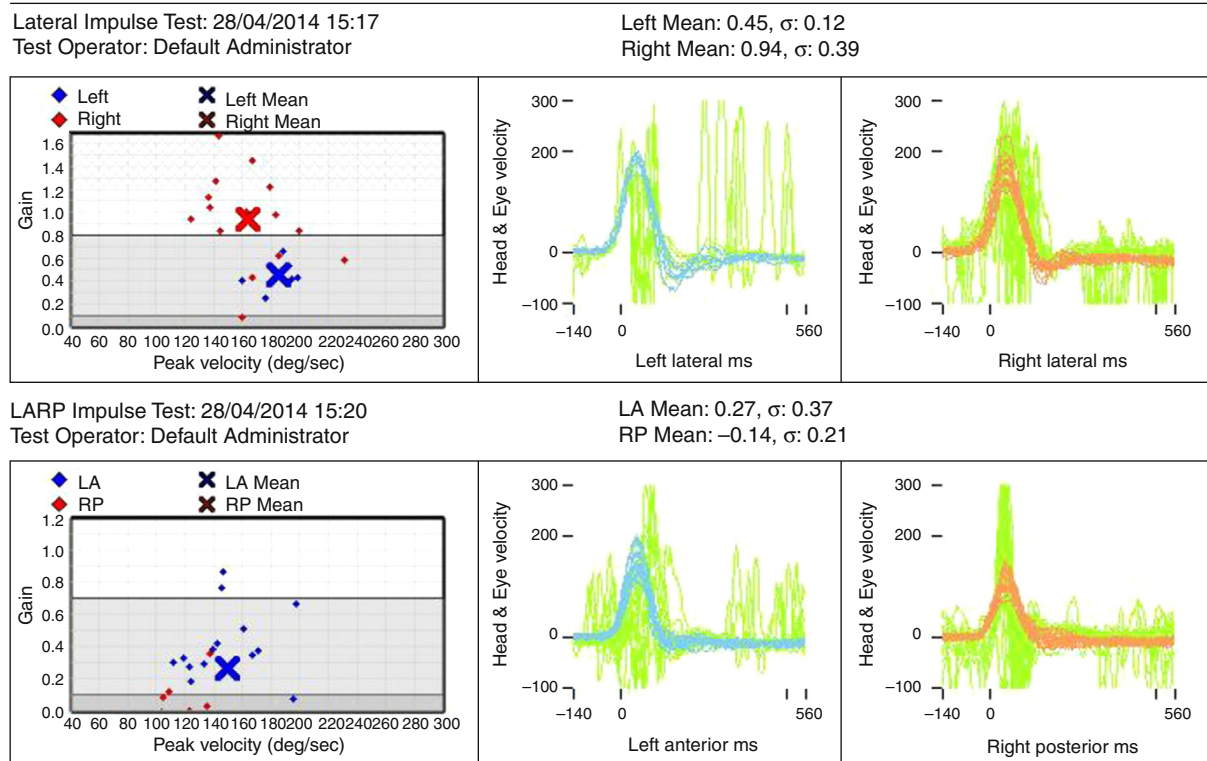 Lateral Impulse Test: 28/04/2014 15:17
Test Operator: Default Administrator
Left Mean: 0.45, σ: 0.12
Right Mean: 0.94, σ: 0.39
Left
Right
Left Mean
Right Mean
Gain
1.6
1.4
1.2
1.0
0.8
0.6
0.4
0.2
0.0
40 60 80 100 120 140 160 180 200 220 240 260 280 300
Peak velocity (deg/sec)
Head & Eye velocity
300
200
0
−100
−140
0
560
Left lateral ms
Head & Eye velocity
300
200
0
−100
−140
0
560
Right lateral ms
LARP Impulse Test: 28/04/2014 15:20
Test Operator: Default Administrator
LA Mean: 0.27, σ: 0.37
RP Mean: −0.14, σ: 0.21
LA
RP
LA Mean
RP Mean
Gain
1.2
1.0
0.8
0.6
0.4
0.2
0.0
40 60 80 100 120 140 160 180 200 220 240 260 280 300
Peak velocity (deg/sec)
Head & Eye velocity
300
200
0
−100
−140
0
560
Left anterior ms
Head & Eye velocity
300
200
0
−100
−140
0
560
Right posterior ms